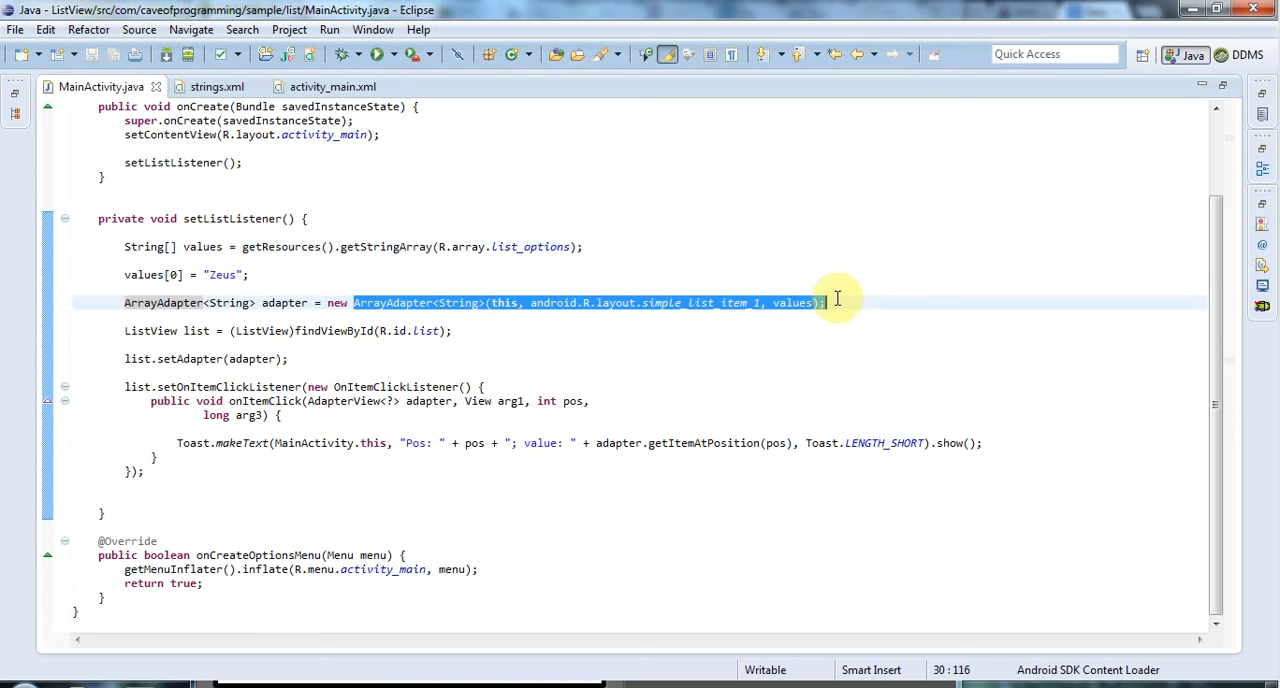 Java - ListView/src/com/caveofprogramming/sample/list/MainActivity.java - Eclipse
File Edit Refactor Source Navigate Search Project Run Window Help
Quick Access Java DDMS
MainActivity.java strings.xml activity_main.xml
public void onCreate(Bundle savedInstanceState) {
super.onCreate(savedInstanceState);
setContentView(R.layout.activity_main);
setListListener();
}
private void setListListener() {
String[] values = getResources().getStringArray(R.array.list_options);
values[0] = "Zeus";
ArrayAdapter<String> adapter = new ArrayAdapter<String>(this, android.R.layout.simple_list_item_1, values);
ListView list = (ListView)findViewById(R.id.list);
list.setAdapter(adapter);
list.setOnItemClickListener(new OnItemClickListener() {
public void onItemClick(AdapterView<?> adapter, View arg1, int pos,
long arg3) {
Toast.makeText(MainActivity.this, "Pos: " + pos + "; value: " + adapter.getItemAtPosition(pos), Toast.LENGTH_SHORT).show();
}
});
}
@Override
public boolean onCreateOptionsMenu(Menu menu) {
getMenuInflater().inflate(R.menu.activity_main, menu);
return true;
}
}
Writable Smart Insert 30 : 116 Android SDK Content Loader